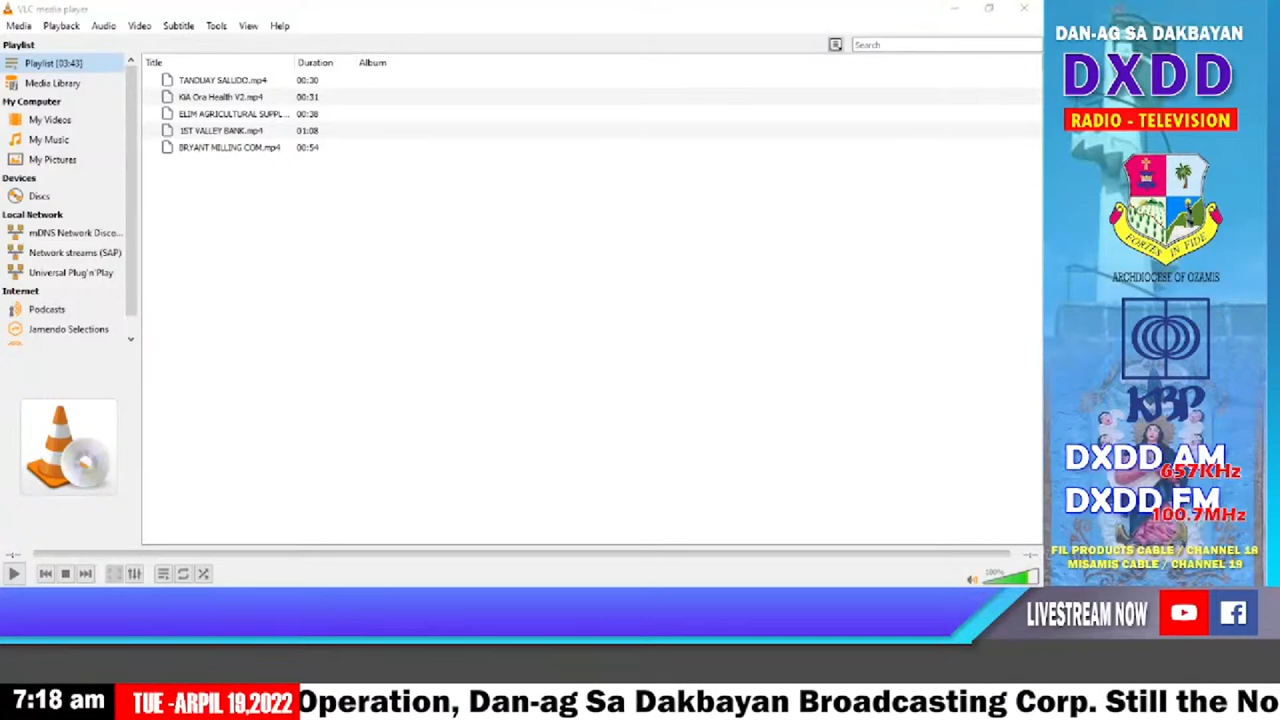 VLC media player
Media Playback Audio Video Subtitle Tools View Help
Playlist
Playlist [03:43]
Media Library
My Computer
My Videos
My Music
My Pictures
Devices
Discs
Local Network
mDNS Network Disco...
Network streams (SAP)
Universal Plug'n'Play
Internet
Podcasts
Jamendo Selections
Search
Title Duration Album
TANDUAY SALUDO.mp4 00:30
KIA Ora Health V2.mp4 00:31
ELIM AGRICULTURAL SUPPL... 00:38
1ST VALLEY BANK.mp4 01:08
BRYANT MILLING COM.mp4 00:54
100%
DAN-AG SA DAKBAYAN
DXDD
RADIO - TELEVISION
FORTES IN FIDE
ARCHDIOCESE OF OZAMIS
KBP
DXDD AM
657KHz
DXDD FM
100.7MHz
FIL PRODUCTS CABLE / CHANNEL 18
MISAMIS CABLE / CHANNEL 19
LIVESTREAM NOW
7:18 am TUE -ARPIL 19,2022 Operation, Dan-ag Sa Dakbayan Broadcasting Corp. Still the No